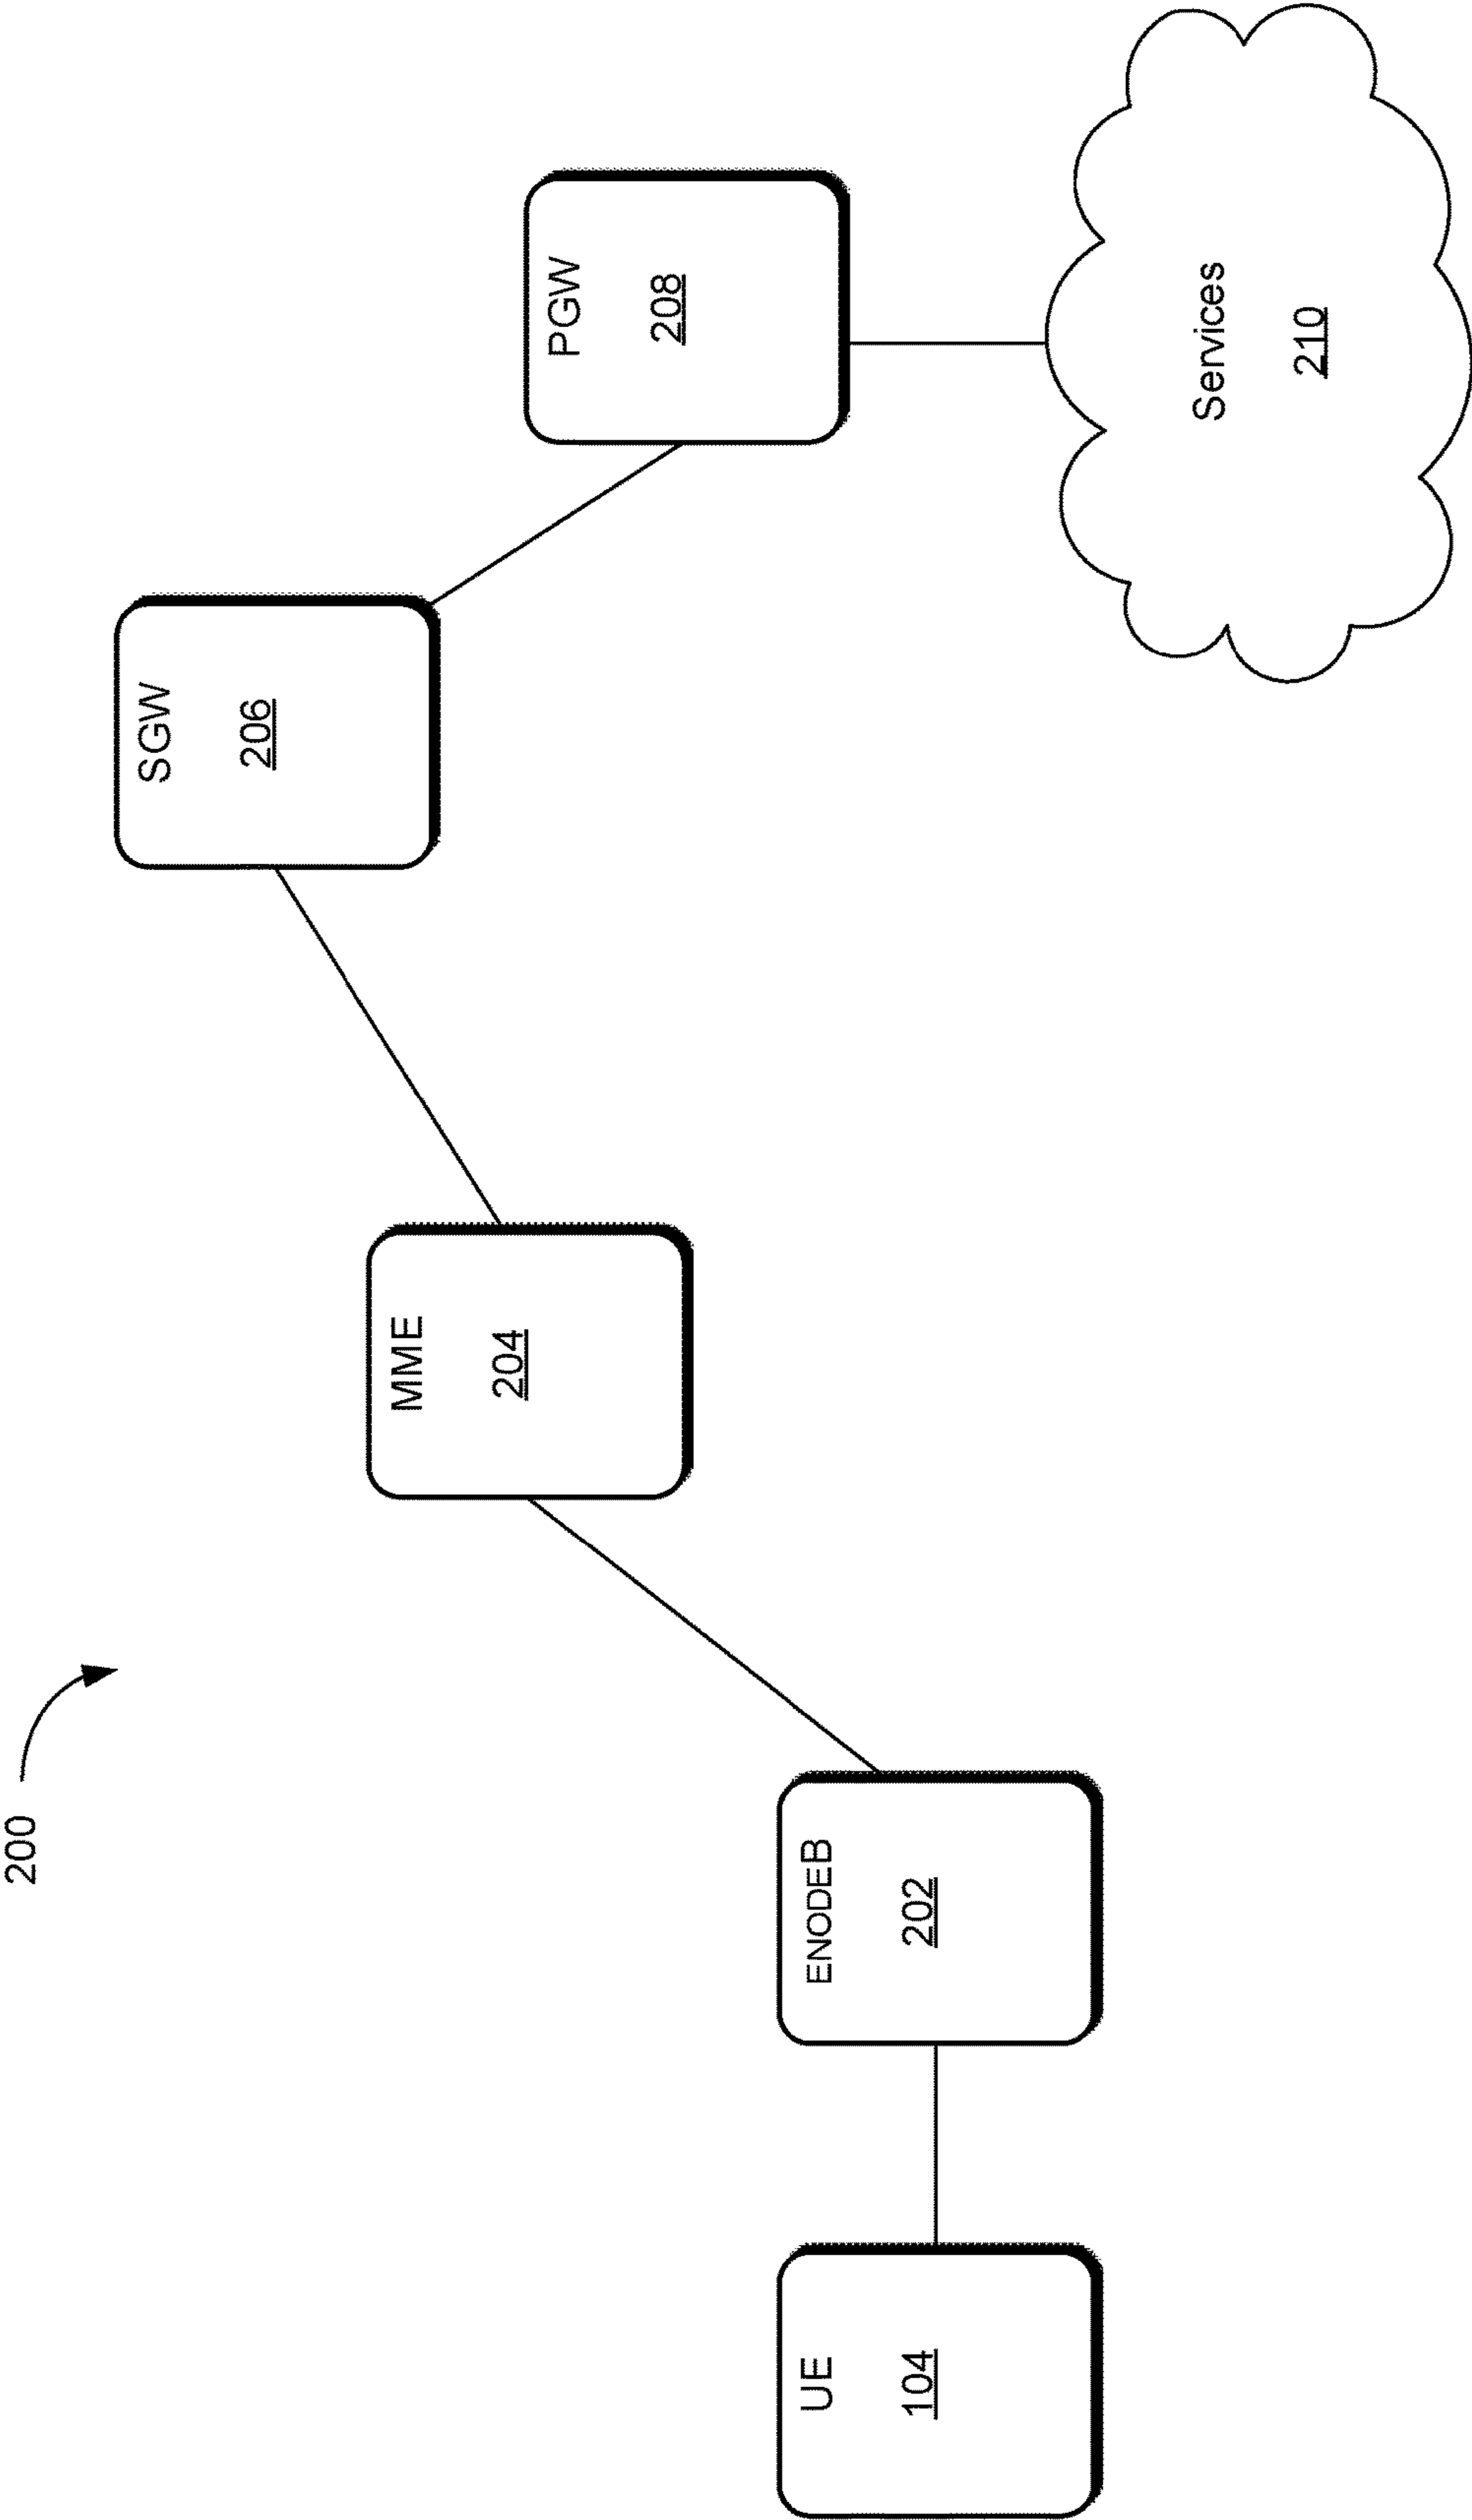 200
SGW
206
MME
204
PGW
208
UE
104
ENODEB
202
Services
210